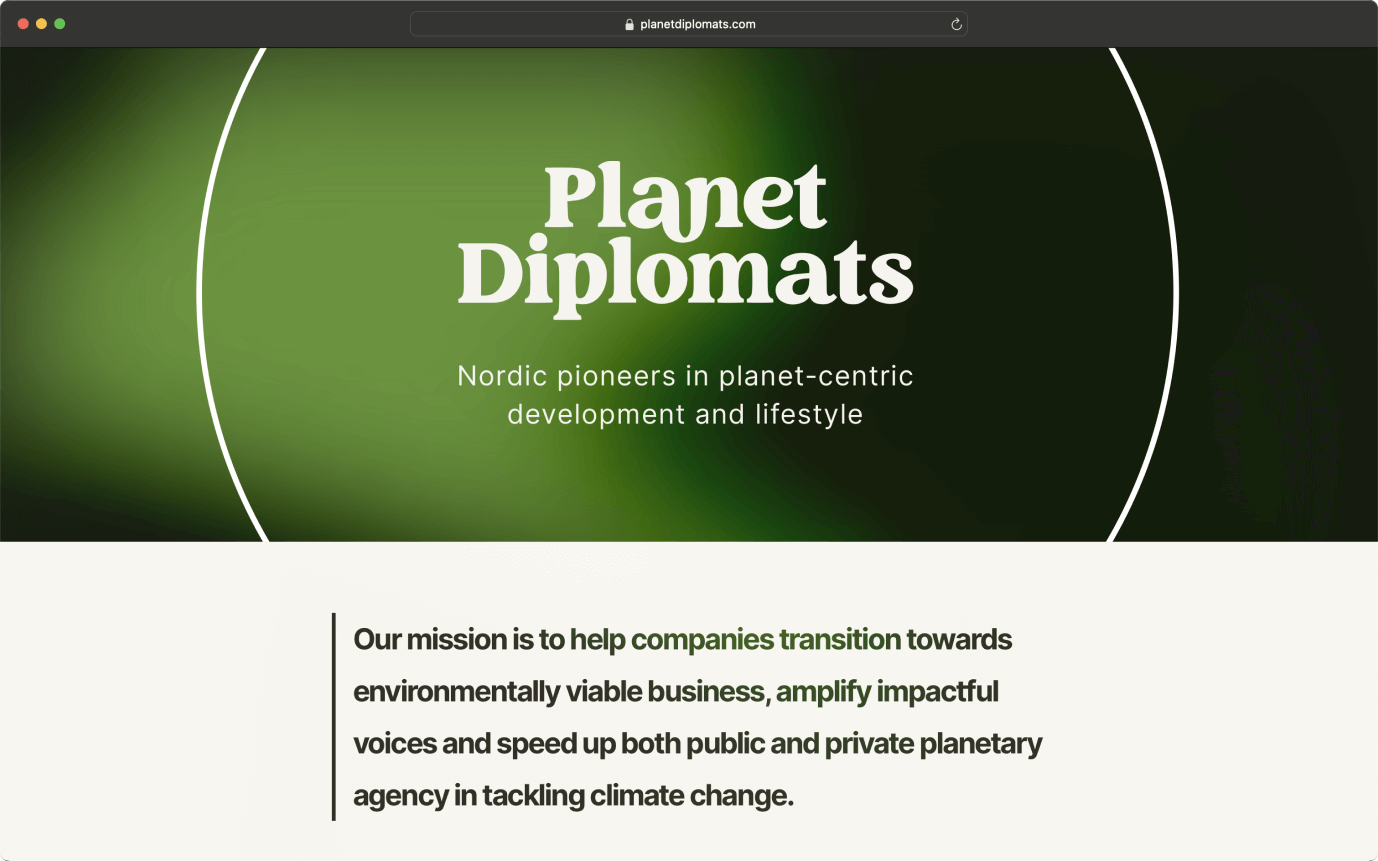 planetdiplomats.com
Planet
Diplomats
Nordic pioneers in planet-centric
development and lifestyle
Our mission is to help companies transition towards
environmentally viable business, amplify impactful
voices and speed up both public and private planetary
agency in tackling climate change.